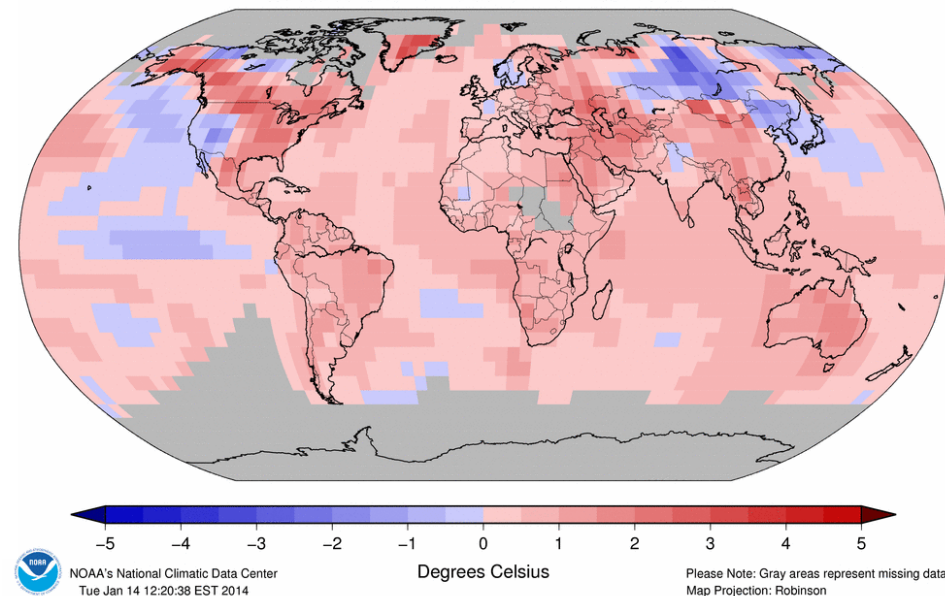 −5 −4 −3 −2 −1 0 1 2 3 4 5
Degrees Celsius
NOAA
NOAA's National Climatic Data Center
Tue Jan 14 12:20:38 EST 2014
Please Note: Gray areas represent missing data
Map Projection: Robinson